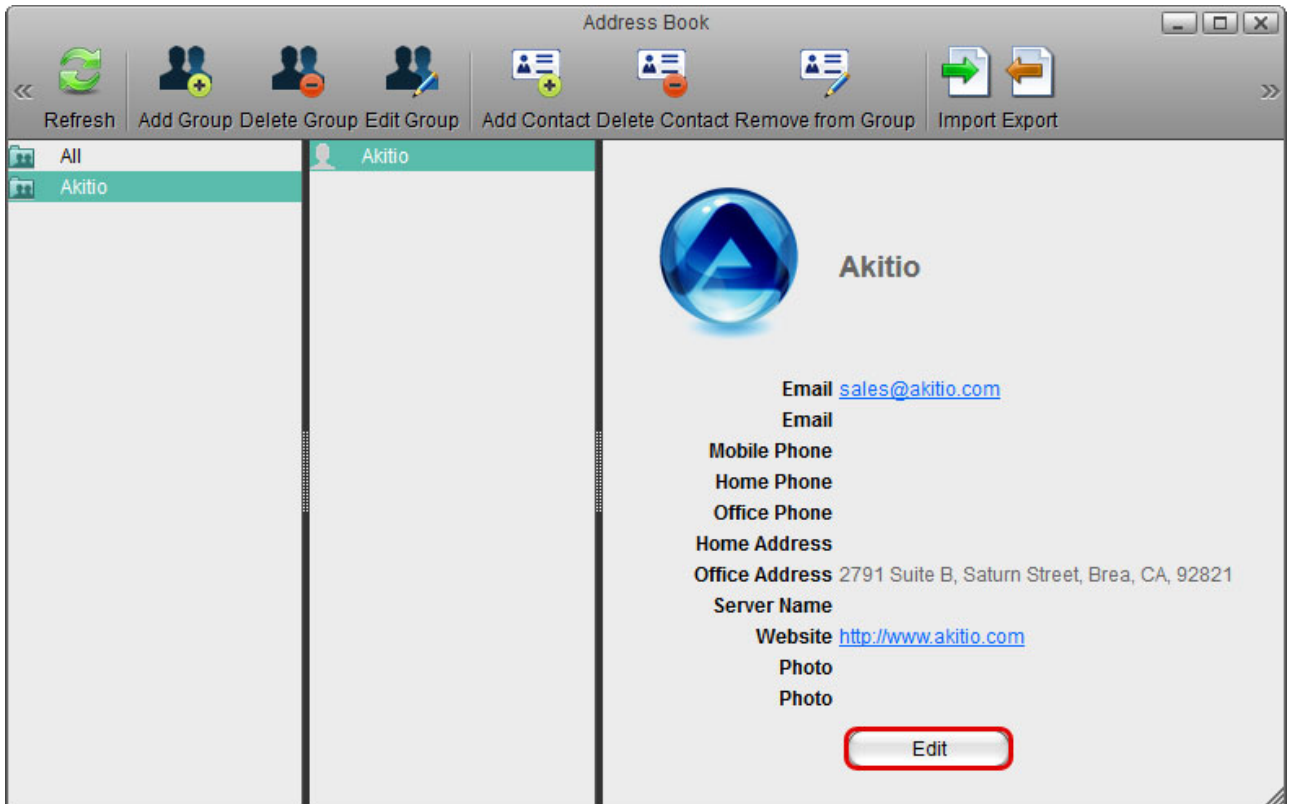 Address Book
Refresh Add Group Delete Group Edit Group Add Contact Delete Contact Remove from Group Import Export
All
Akitio
Akitio
Akitio
Email sales@akitio.com
Email
Mobile Phone
Home Phone
Office Phone
Home Address
Office Address 2791 Suite B, Saturn Street, Brea, CA, 92821
Server Name
Website http://www.akitio.com
Photo
Photo
Edit